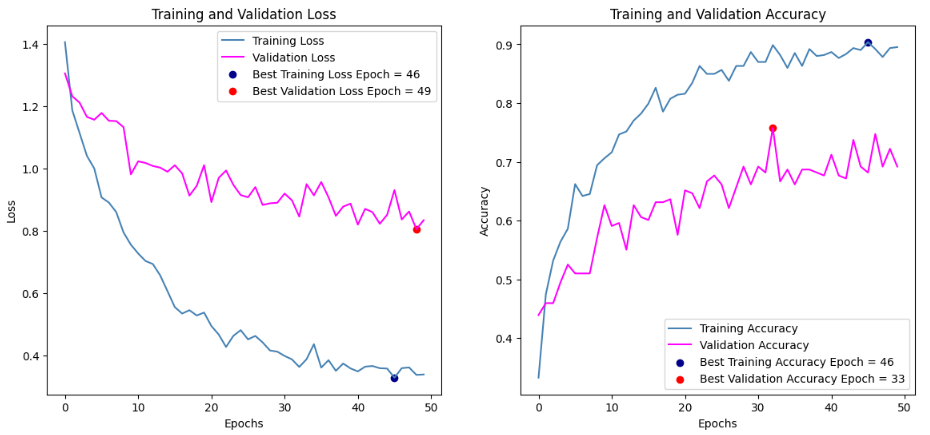 Training and Validation Loss
1.4
1.2
1.0
0.8
0.6
0.4
Loss
Training Loss
Validation Loss
Best Training Loss Epoch = 46
Best Validation Loss Epoch = 49
0 10 20 30 40 50
Epochs
Training and Validation Accuracy
0.9
0.8
0.7
0.6
0.5
0.4
Accuracy
Training Accuracy
Validation Accuracy
Best Training Accuracy Epoch = 46
Best Validation Accuracy Epoch = 33
0 10 20 30 40 50
Epochs